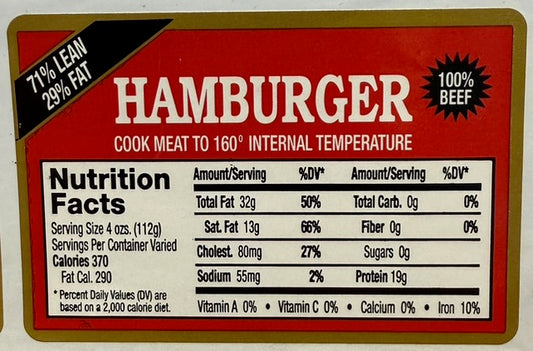 71% LEAN
29% FAT
HAMBURGER
100%
BEEF
COOK MEAT TO 160° INTERNAL TEMPERATURE
Nutrition
Facts
Serving Size 4 ozs. (112g)
Servings Per Container Varied
Calories 370
Fat Cal. 290
* Percent Daily Values (DV) are
based on a 2,000 calorie diet.
Amount/Serving %DV* Amount/Serving %DV*
Total Fat 32g 50% Total Carb. 0g 0%
Sat. Fat 13g 66% Fiber 0g 0%
Cholest. 80mg 27% Sugars 0g
Sodium 55mg 2% Protein 19g
Vitamin A 0% • Vitamin C 0% • Calcium 0% • Iron 10%